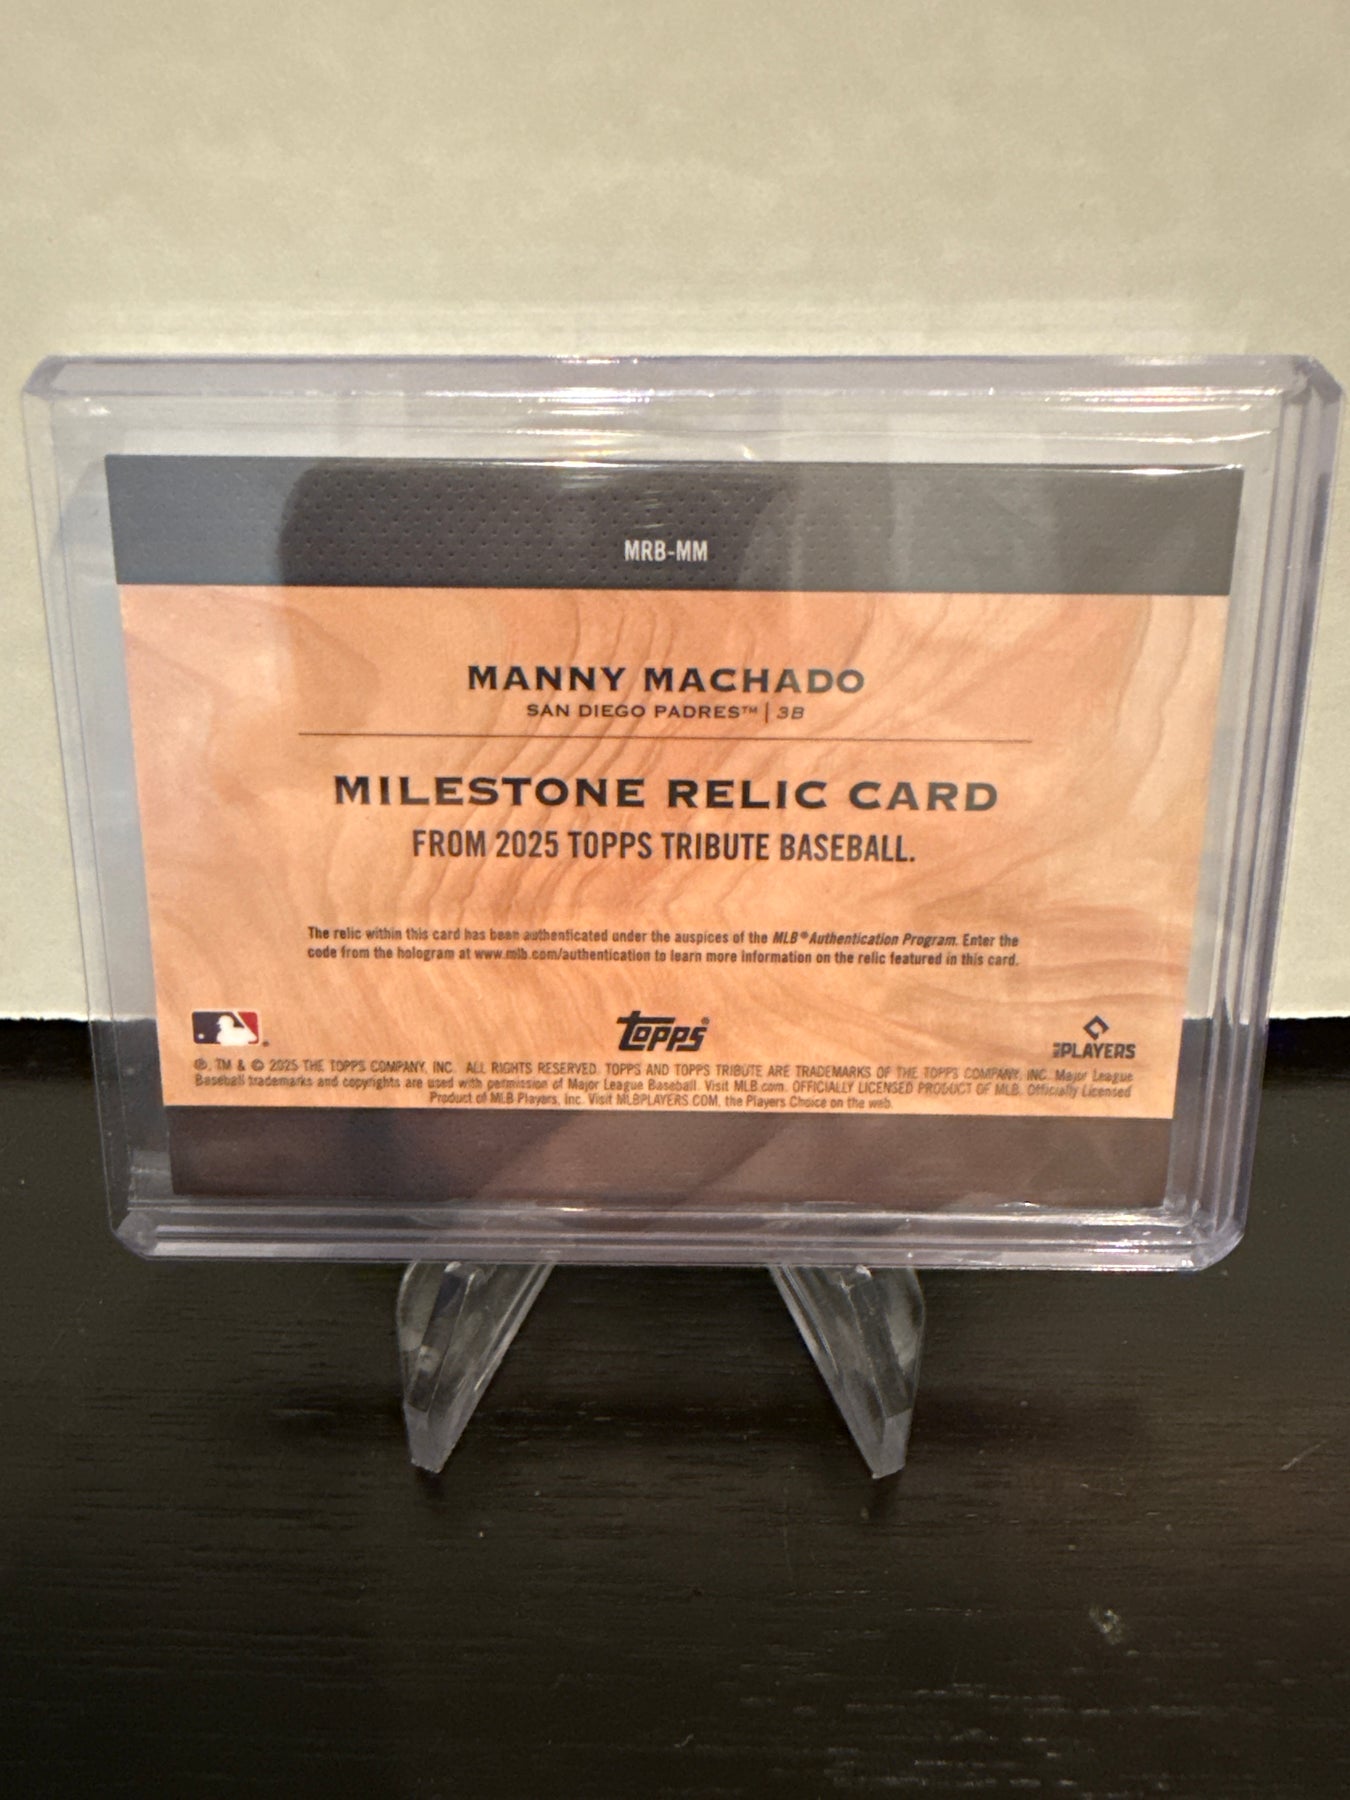 MRB-MM
MANNY MACHADO
SAN DIEGO PADRES™ | 3B
MILESTONE RELIC CARD
FROM 2025 TOPPS TRIBUTE BASEBALL.
The relic within this card has been authenticated under the auspices of the MLB® Authentication Program. Enter the
code from the hologram at www.mlb.com/authentication to learn more information on the relic featured in this card.
topps®
PLAYERS
®, TM & © 2025 THE TOPPS COMPANY, INC. ALL RIGHTS RESERVED. TOPPS AND TOPPS TRIBUTE ARE TRADEMARKS OF THE TOPPS COMPANY, INC. Major League
Baseball trademarks and copyrights are used with permission of Major League Baseball. Visit MLB.com. OFFICIALLY LICENSED PRODUCT OF MLB. Officially Licensed
Product of MLB Players, Inc. Visit MLBPLAYERS.COM, the Players Choice on the web.